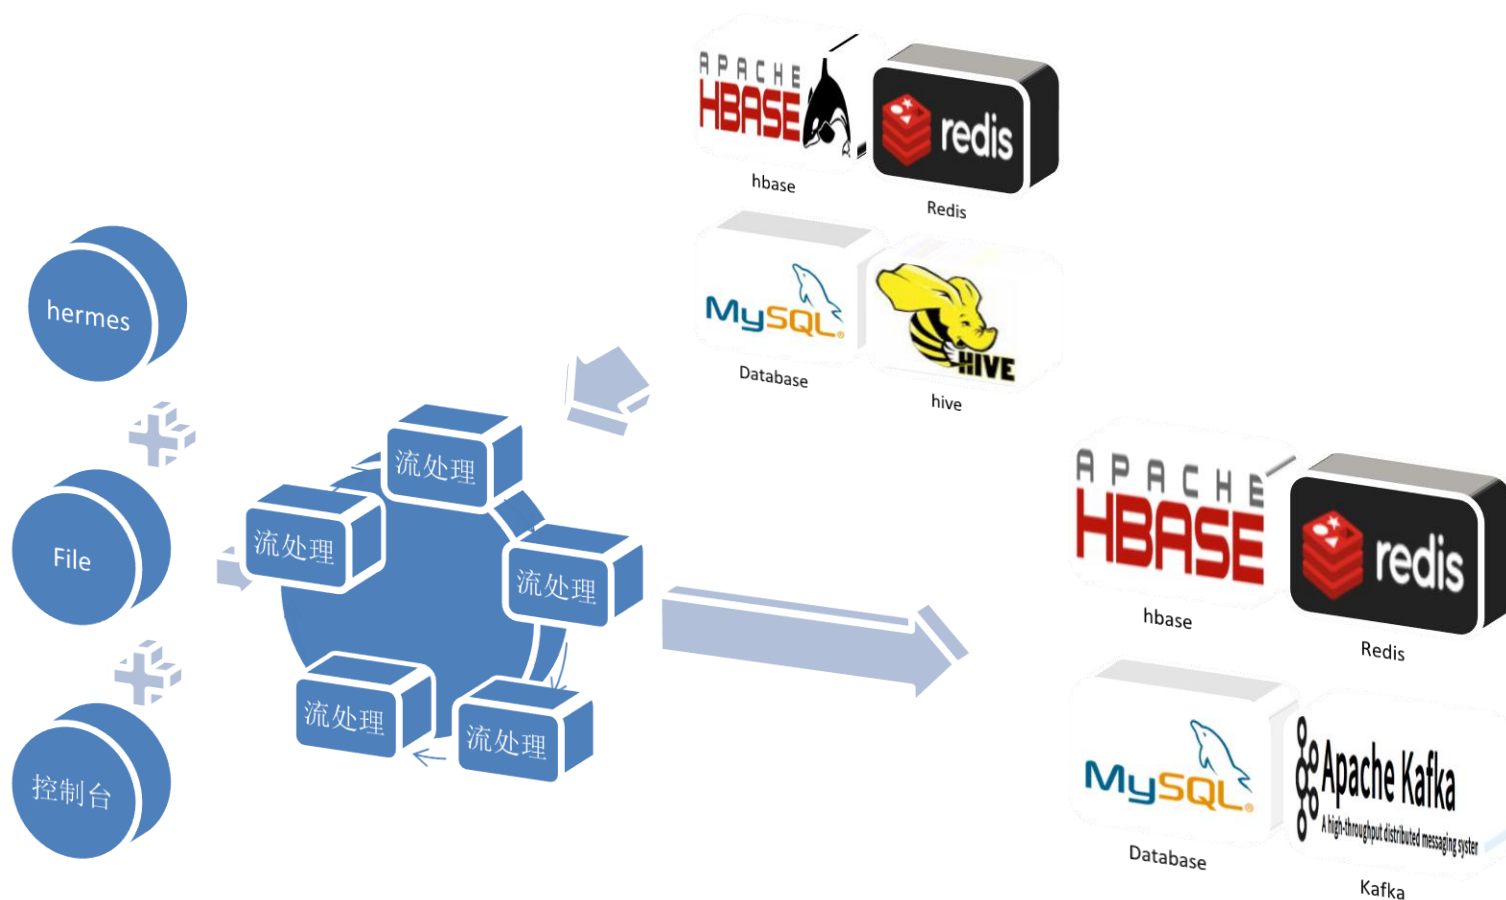 APACHE
HBASE
hbase
redis
Redis
MySQL®
Database
HIVE
hive
hermes
File
控制台
流处理
流处理
流处理
流处理
流处理
APACHE
HBASE
hbase
redis
Redis
MySQL®
Database
Apache Kafka
A high-throughput distributed messaging system
Kafka